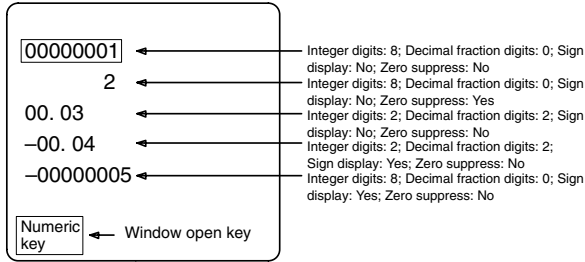 00000001
Integer digits: 8; Decimal fraction digits: 0; Sign
display: No; Zero suppress: No
2
Integer digits: 8; Decimal fraction digits: 0; Sign
display: No; Zero suppress: Yes
00. 03
Integer digits: 2; Decimal fraction digits: 2; Sign
display: No; Zero suppress: No
–00. 04
Integer digits: 2; Decimal fraction digits: 2;
Sign display: Yes; Zero suppress: No
–00000005
Integer digits: 8; Decimal fraction digits: 0; Sign
display: Yes; Zero suppress: No
Numeric
key
Window open key